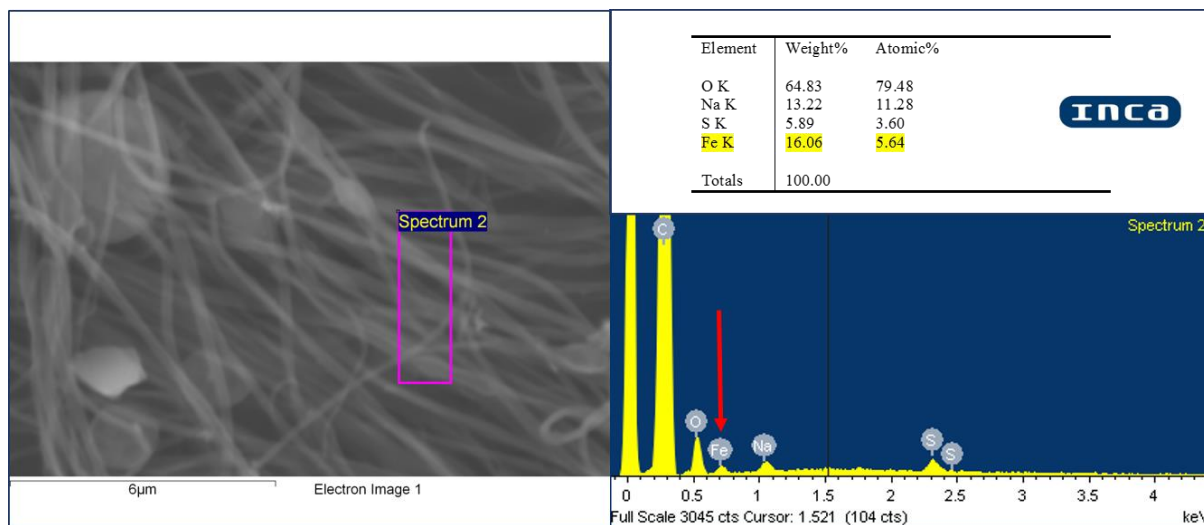 Spectrum 2
6µm Electron Image 1
Element Weight% Atomic%
O K 64.83 79.48
Na K 13.22 11.28
S K 5.89 3.60
Fe K 16.06 5.64
Totals 100.00
INCA
Spectrum 2
C
O
Fe
Na
S
S
0 0.5 1 1.5 2 2.5 3 3.5 4
Full Scale 3045 cts Cursor: 1.521 (104 cts) keV